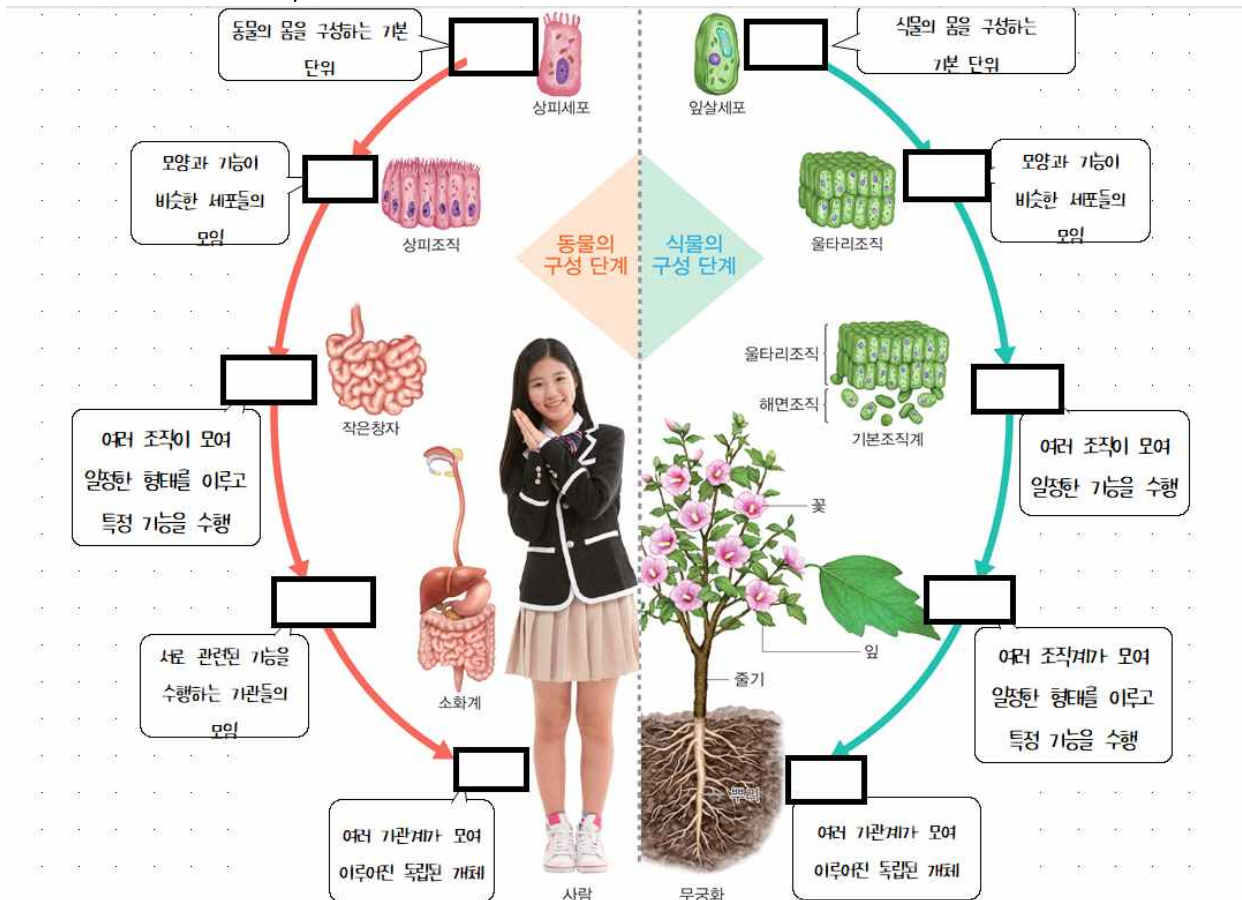 동물의 몸을 구성하는 기본
단위
상피세포
모양과 기능이
비슷한 세포들의
모임
상피조직
작은창자
여러 조직이 모여
일정한 형태를 이루고
특정 기능을 수행
서로 관련된 기능을
수행하는 기관들의
모임
소화계
여러 기관계가 모여
이루어진 독립된 개체
사람
동물의
구성 단계
식물의
구성 단계
식물의 몸을 구성하는
기본 단위
잎살세포
모양과 기능이
비슷한 세포들의
모임
울타리조직
울타리조직
해면조직
기본조직계
여러 조직이 모여
일정한 기능을 수행
꽃
잎
줄기
뿌리
여러 조직계가 모여
일정한 형태를 이루고
특정 기능을 수행
여러 기관계가 모여
이루어진 독립된 개체
무궁화